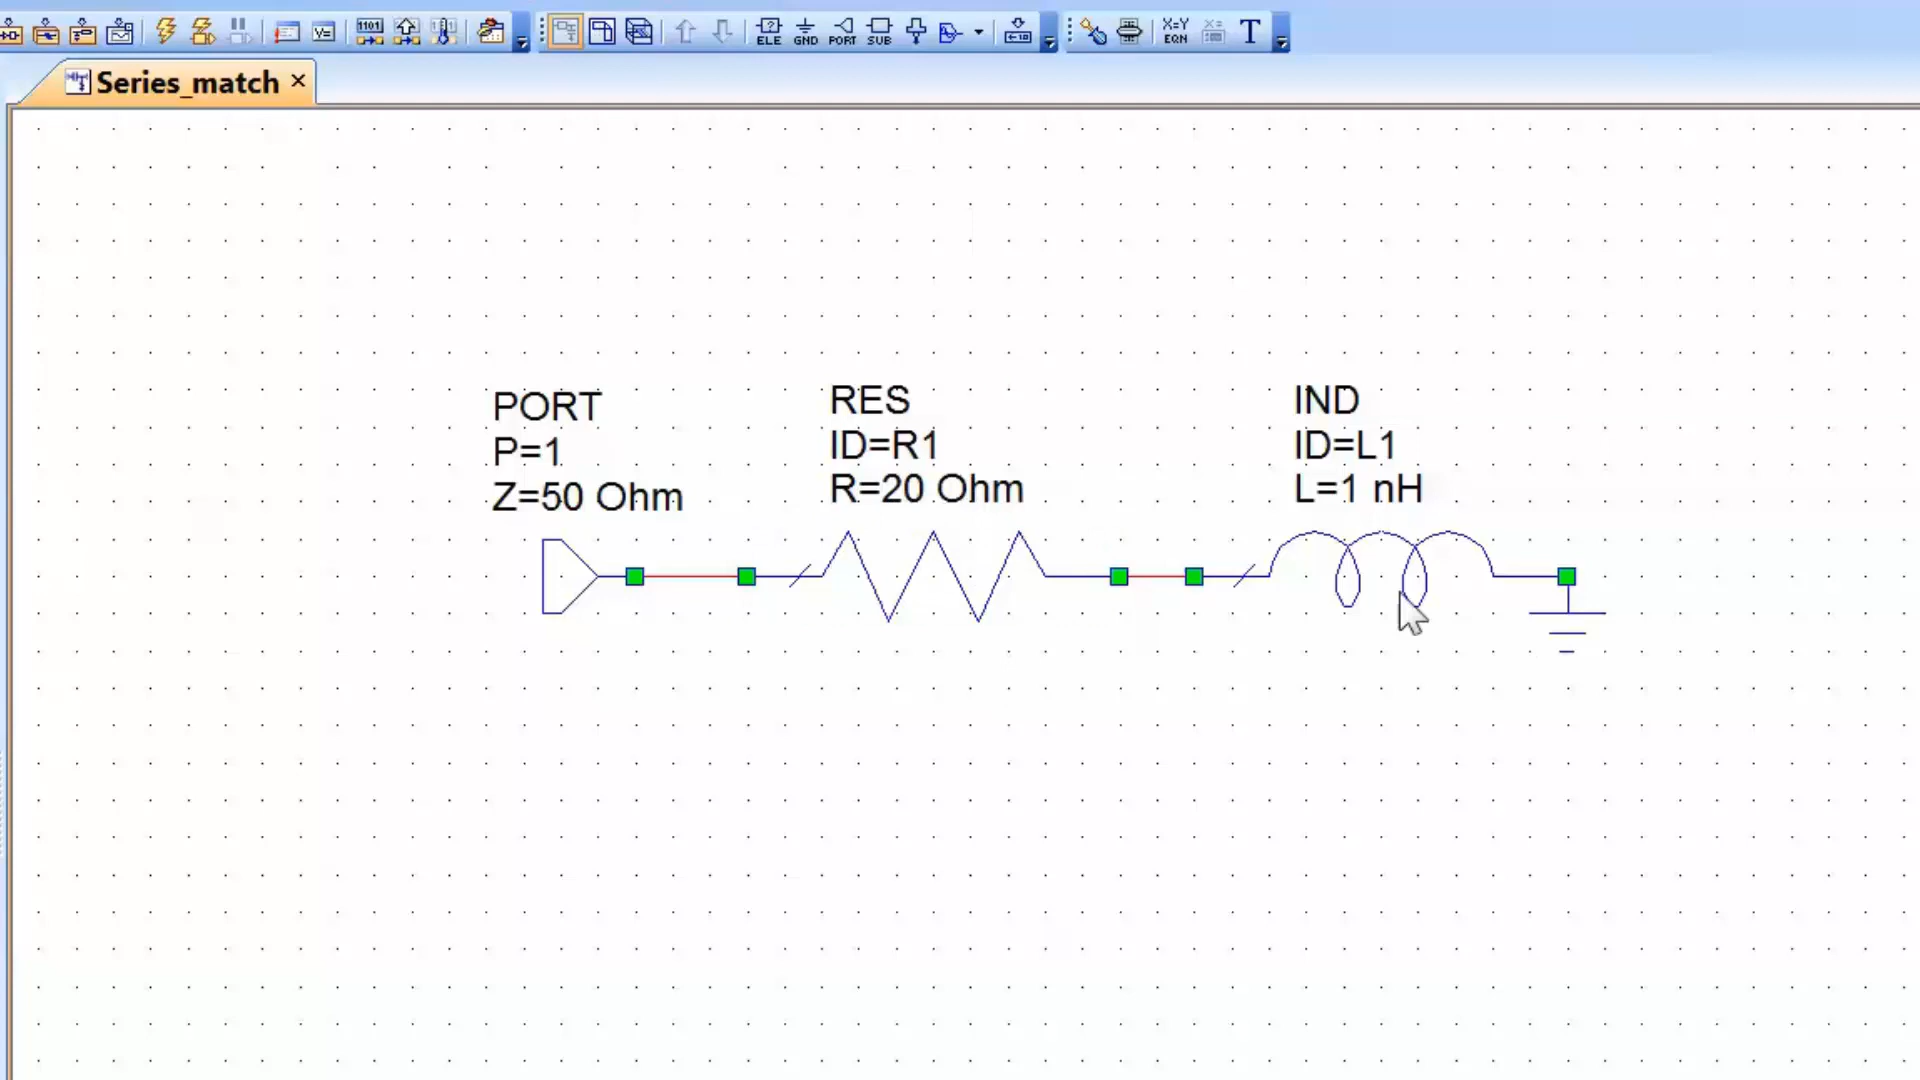 1101
V=
ELE
GND
PORT
SUB
X=Y
EQN
X=
T
Series_match ×
PORT
P=1
Z=50 Ohm
RES
ID=R1
R=20 Ohm
IND
ID=L1
L=1 nH